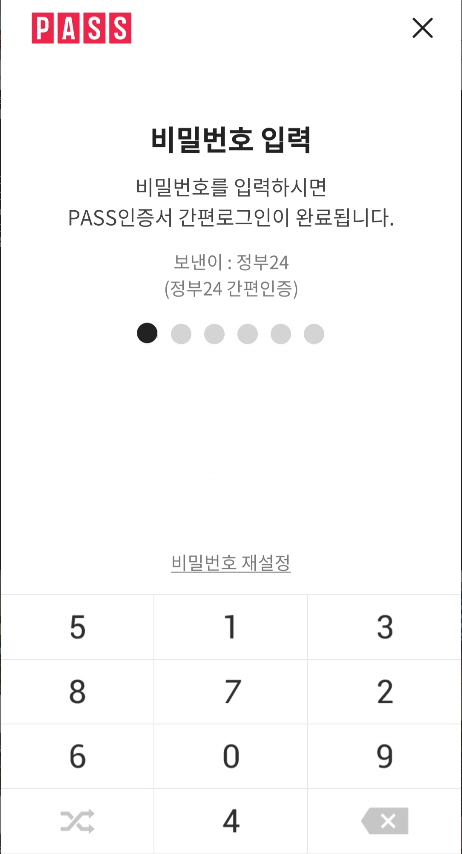 PASS
비밀번호 입력
비밀번호를 입력하시면
PASS인증서 간편로그인이 완료됩니다.
보낸이 : 정부24
(정부24 간편인증)
비밀번호 재설정
5 1 3
8 7 2
6 0 9
4